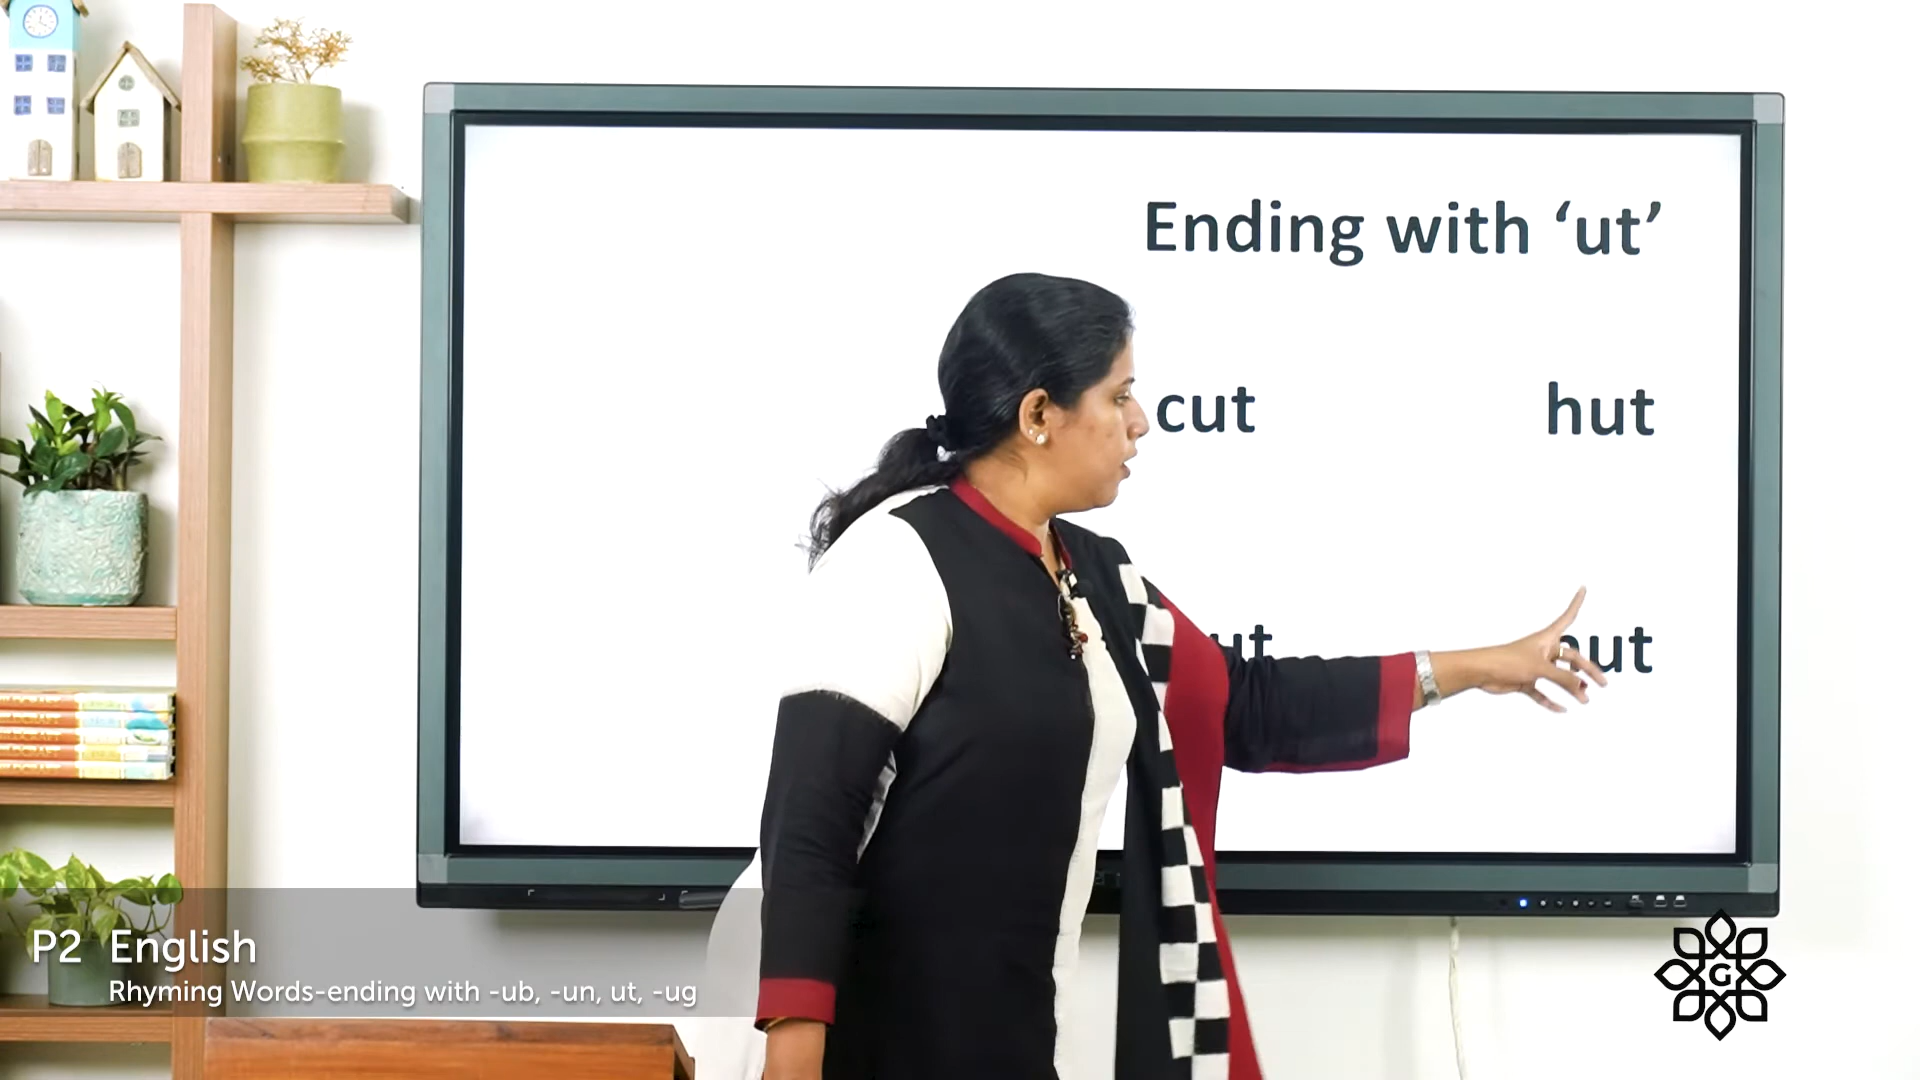 Ending with ‘ut’
cut hut
P2 English
Rhyming Words-ending with -ub, -un, ut, -ug
G